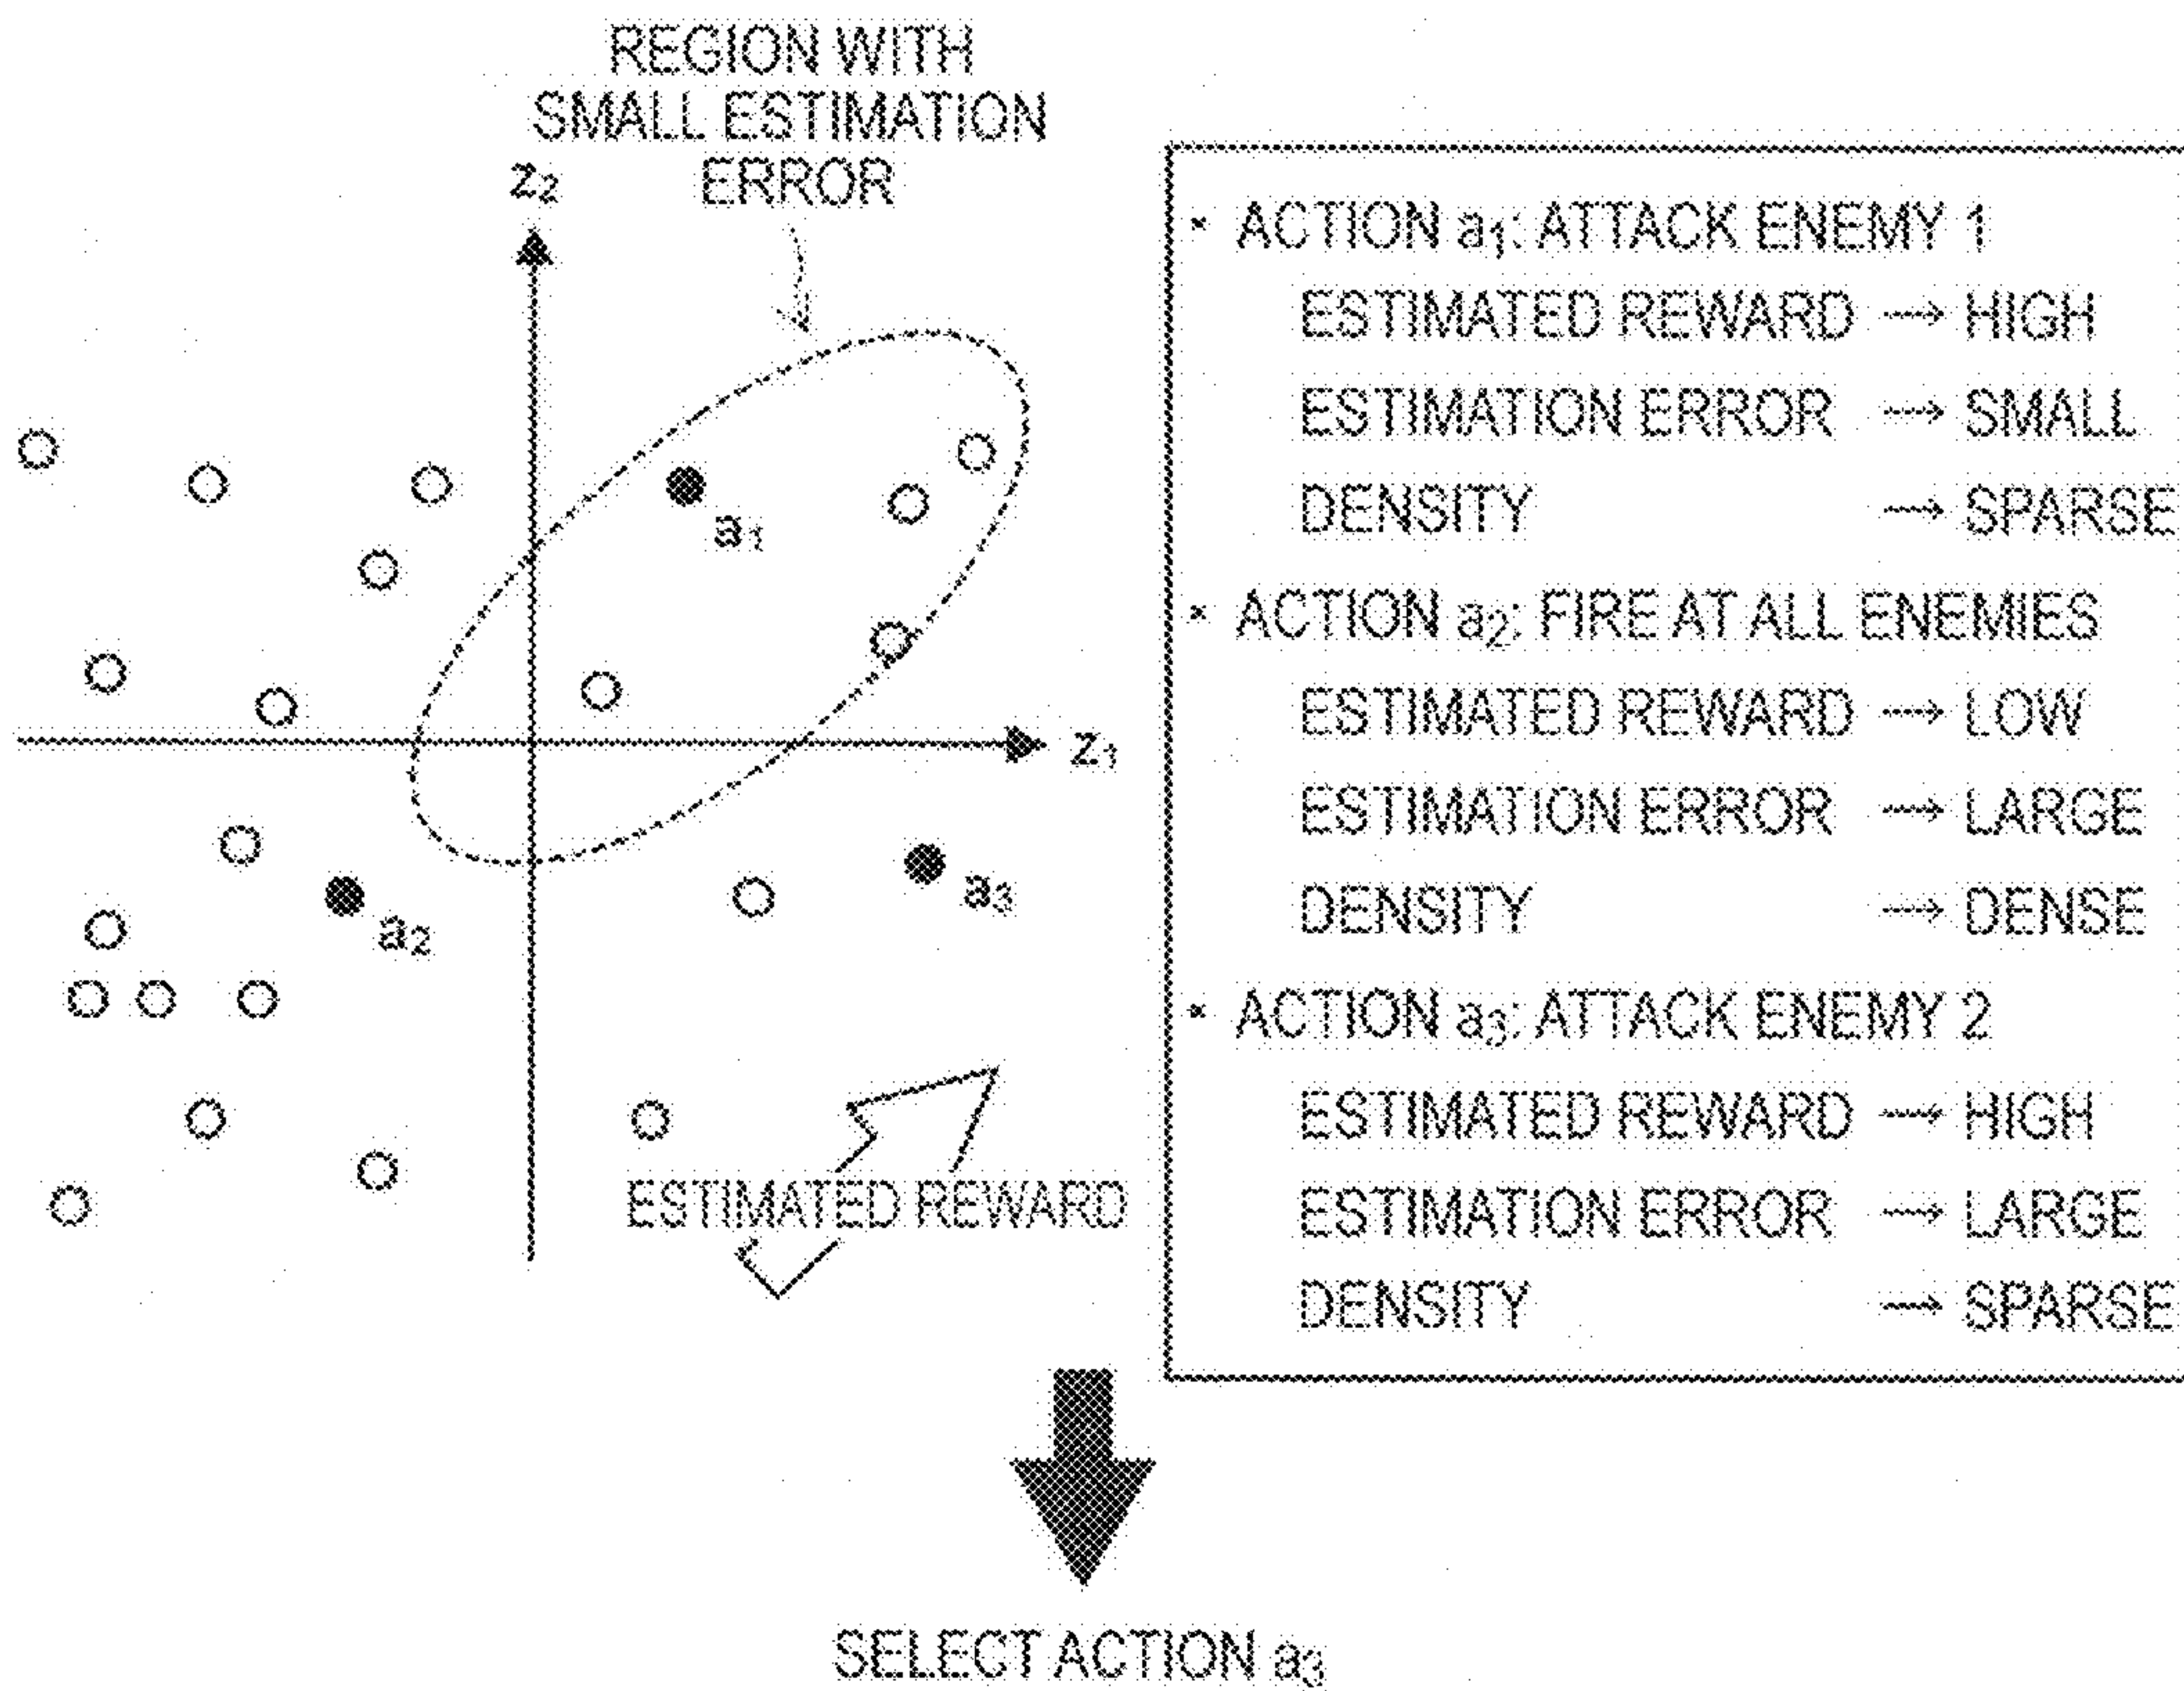 REGION WITH
SMALL ESTIMATION
ERROR
z₂
a₁
z₁
a₂
a₃
ESTIMATED REWARD
• ACTION a₁: ATTACK ENEMY 1
ESTIMATED REWARD → HIGH
ESTIMATION ERROR → SMALL
DENSITY → SPARSE
• ACTION a₂: FIRE AT ALL ENEMIES
ESTIMATED REWARD → LOW
ESTIMATION ERROR → LARGE
DENSITY → DENSE
• ACTION a₃: ATTACK ENEMY 2
ESTIMATED REWARD → HIGH
ESTIMATION ERROR → LARGE
DENSITY → SPARSE
SELECT ACTION a₃